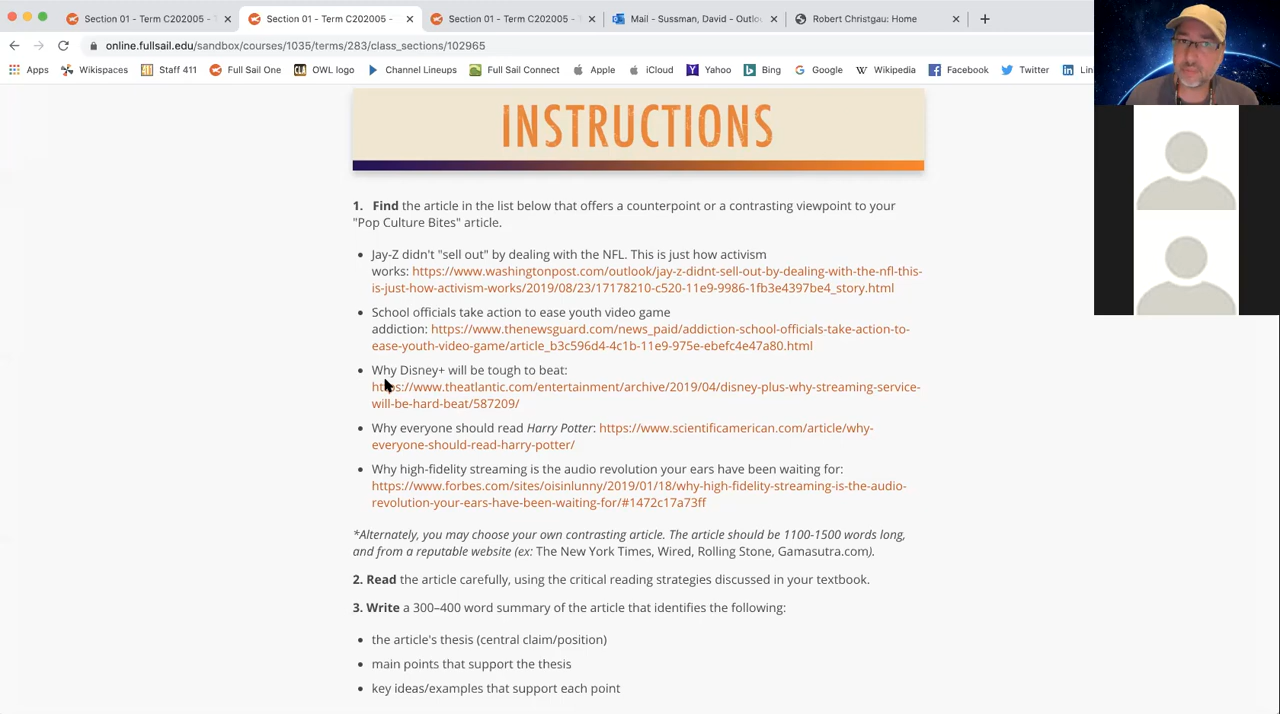 Section 01 - Term C202005 -
Section 01 - Term C202005 -
Section 01 - Term C202005 -
Mail - Sussman, David - Outlo
Robert Christgau: Home
online.fullsail.edu/sandbox/courses/1035/terms/283/class_sections/102965
Apps Wikispaces Staff 411 Full Sail One OWL logo Channel Lineups Full Sail Connect Apple iCloud Yahoo Bing Google Wikipedia Facebook Twitter Lin
INSTRUCTIONS
1. Find the article in the list below that offers a counterpoint or a contrasting viewpoint to your
"Pop Culture Bites" article.
• Jay-Z didn't "sell out" by dealing with the NFL. This is just how activism
works: https://www.washingtonpost.com/outlook/jay-z-didnt-sell-out-by-dealing-with-the-nfl-this-
is-just-how-activism-works/2019/08/23/17178210-c520-11e9-9986-1fb3e4397be4_story.html
• School officials take action to ease youth video game
addiction: https://www.thenewsguard.com/news_paid/addiction-school-officials-take-action-to-
ease-youth-video-game/article_b3c596d4-4c1b-11e9-975e-ebefc4e47a80.html
• Why Disney+ will be tough to beat:
https://www.theatlantic.com/entertainment/archive/2019/04/disney-plus-why-streaming-service-
will-be-hard-beat/587209/
• Why everyone should read Harry Potter: https://www.scientificamerican.com/article/why-
everyone-should-read-harry-potter/
• Why high-fidelity streaming is the audio revolution your ears have been waiting for:
https://www.forbes.com/sites/oisinlunny/2019/01/18/why-high-fidelity-streaming-is-the-audio-
revolution-your-ears-have-been-waiting-for/#1472c17a73ff
*Alternately, you may choose your own contrasting article. The article should be 1100-1500 words long,
and from a reputable website (ex: The New York Times, Wired, Rolling Stone, Gamasutra.com).
2. Read the article carefully, using the critical reading strategies discussed in your textbook.
3. Write a 300–400 word summary of the article that identifies the following:
• the article's thesis (central claim/position)
• main points that support the thesis
• key ideas/examples that support each point